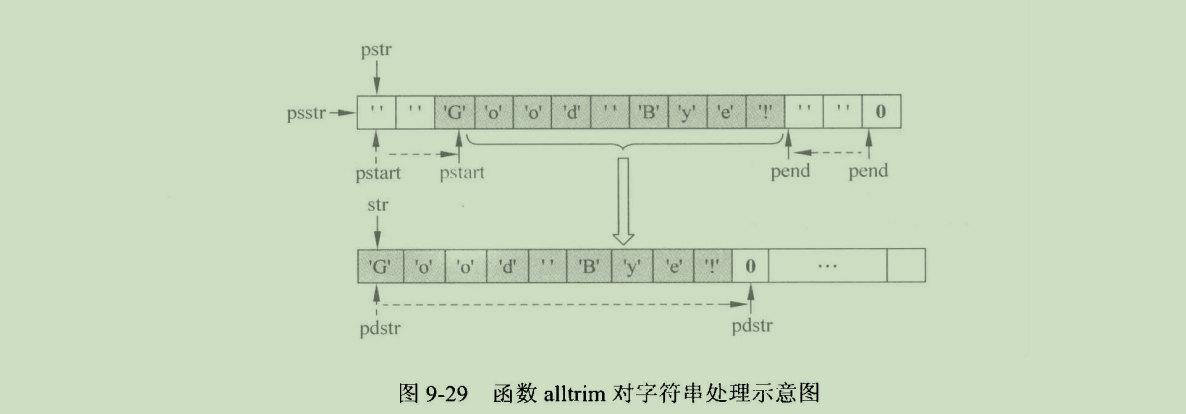 pstr
psstr ' ' ' ' 'G' 'o' 'o' 'd' ' ' 'B' 'y' 'e' '!' ' ' ' ' 0
pstart pstart pend pend
str
'G' 'o' 'o' 'd' ' ' 'B' 'y' 'e' '!' 0 ...
pdstr pdstr
图 9-29 函数 alltrim 对字符串处理示意图